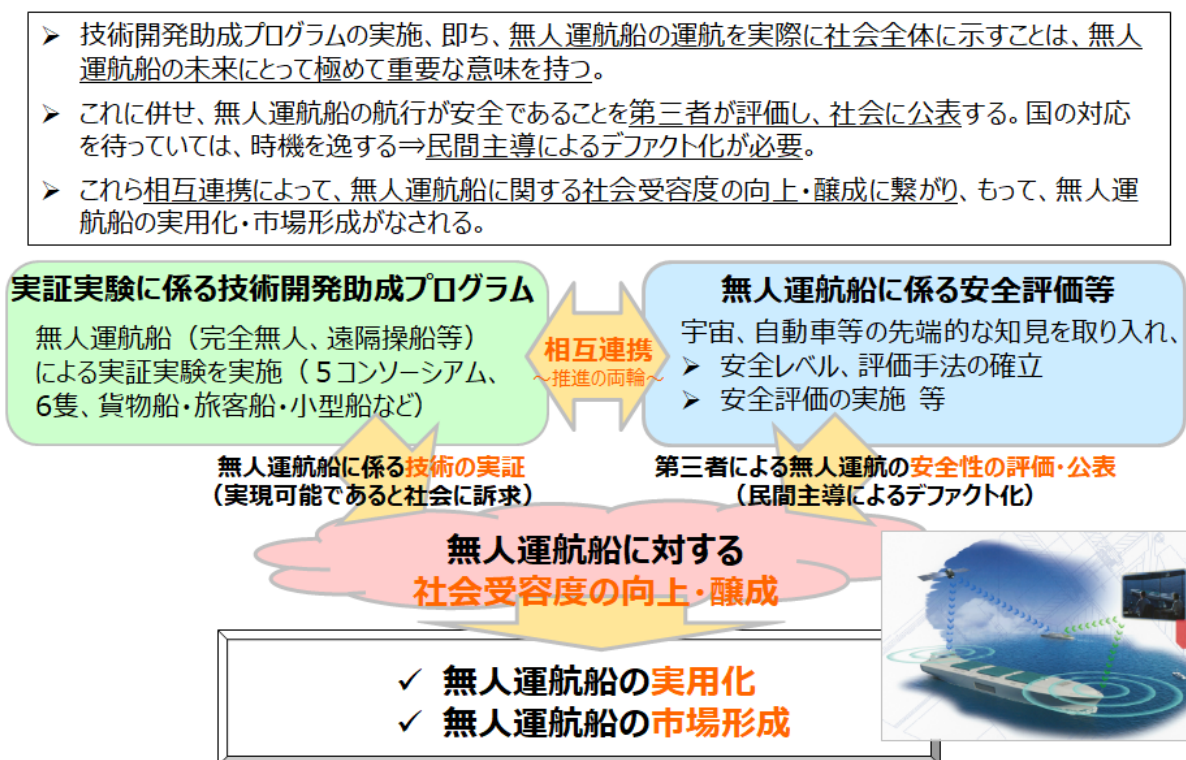 ➢ 技術開発助成プログラムの実施、即ち、無人運航船の運航を実際に社会全体に示すことは、無人
運航船の未来にとって極めて重要な意味を持つ。
➢ これに併せ、無人運航船の航行が安全であることを第三者が評価し、社会に公表する。国の対応
を待っていては、時機を逸する⇒民間主導によるデファクト化が必要。
➢ これら相互連携によって、無人運航船に関する社会受容度の向上・醸成に繋がり、もって、無人運
航船の実用化・市場形成がなされる。
実証実験に係る技術開発助成プログラム
無人運航船（完全無人、遠隔操船等）
による実証実験を実施（５コンソーシアム、
6隻、貨物船・旅客船・小型船など）
相互連携
～推進の両輪～
無人運航船に係る安全評価等
宇宙、自動車等の先端的な知見を取り入れ、
➢ 安全レベル、評価手法の確立
➢ 安全評価の実施 等
無人運航船に係る技術の実証
（実現可能であると社会に訴求）
第三者による無人運航の安全性の評価・公表
（民間主導によるデファクト化）
無人運航船に対する
社会受容度の向上・醸成
✓ 無人運航船の実用化
✓ 無人運航船の市場形成